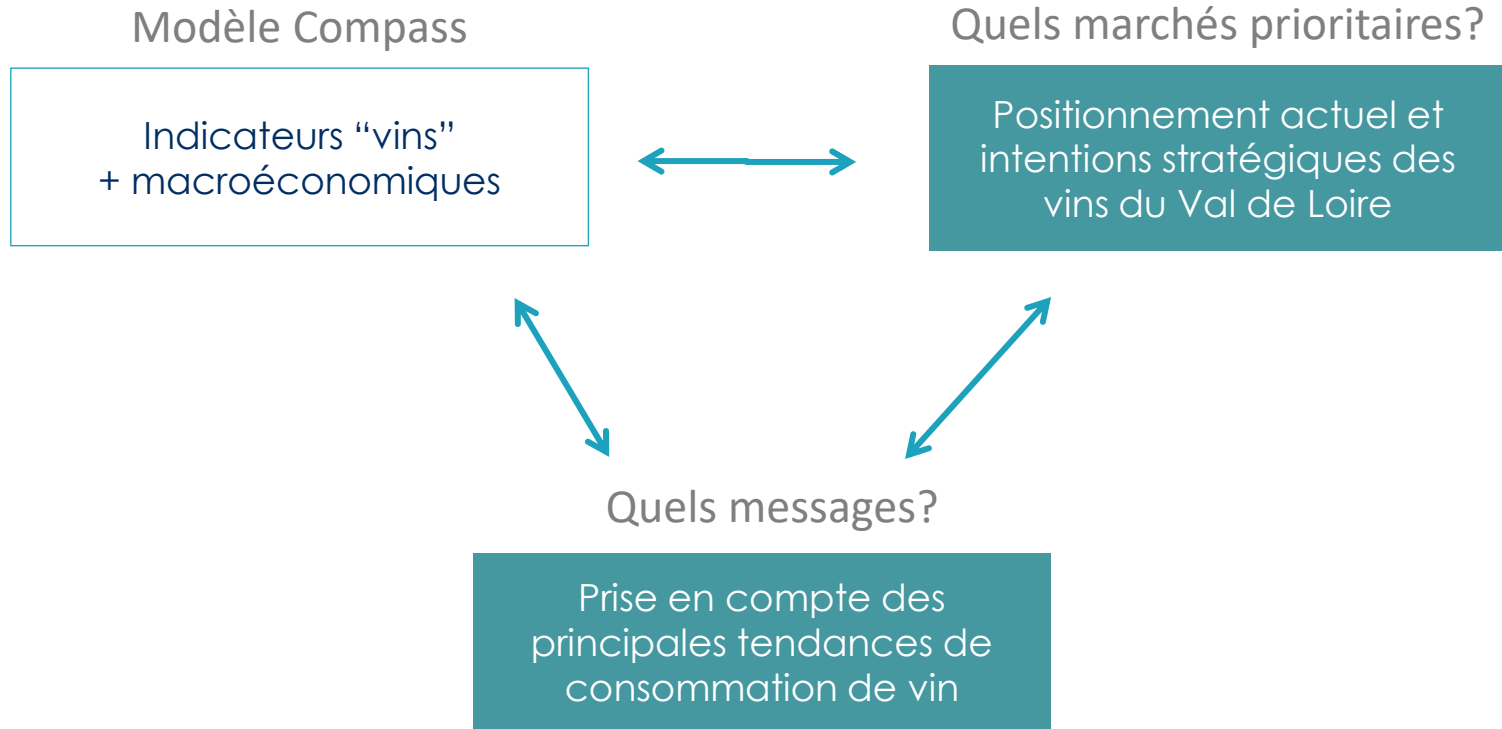 Modèle Compass
Indicateurs “vins”
+ macroéconomiques
Quels marchés prioritaires?
Positionnement actuel et
intentions stratégiques des
vins du Val de Loire
Quels messages?
Prise en compte des
principales tendances de
consommation de vin